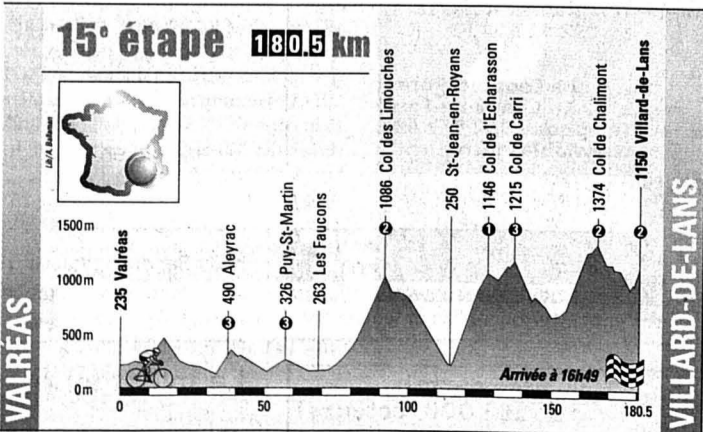 15e étape 180.5 km
Lib/A. Balleman
1500m
1000m
500m
0m
235 Valréas
490 Aleyrac
326 Puy-St-Martin
263 Les Faucons
1086 Col des Limouches
250 St-Jean-en-Royans
1146 Col de l'Echarasson
1215 Col de Carri
1374 Col de Chalimont
1150 Villard-de-Lans
3
3
2
1
3
2
2
Arrivée à 16h49
0
50
100
150
180.5
VALRÉAS
VILLARD-DE-LANS